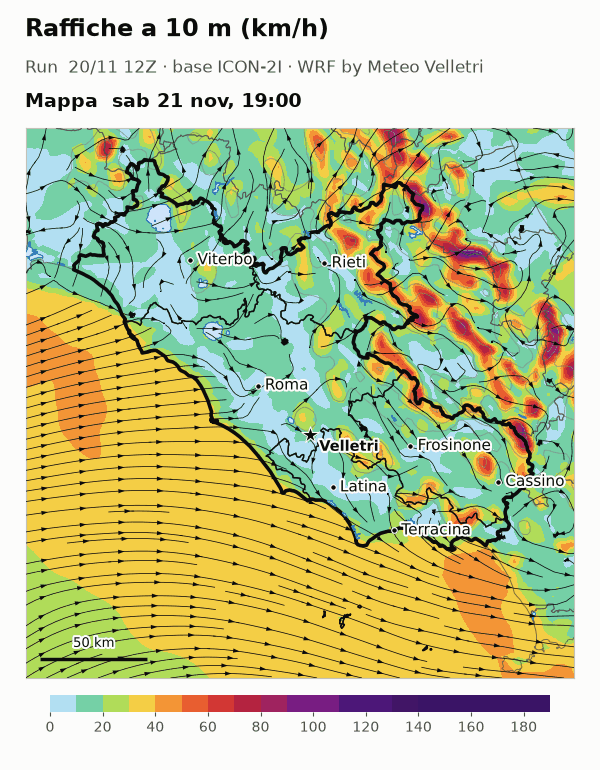 Raffiche a 10 m (km/h)
Run 20/11 12Z · base ICON-2I · WRF by Meteo Velletri
Mappa sab 21 nov, 19:00
Viterbo
Rieti
Roma
Velletri
Frosinone
Cassino
Latina
Terracina
50 km
0 20 40 60 80 100 120 140 160 180